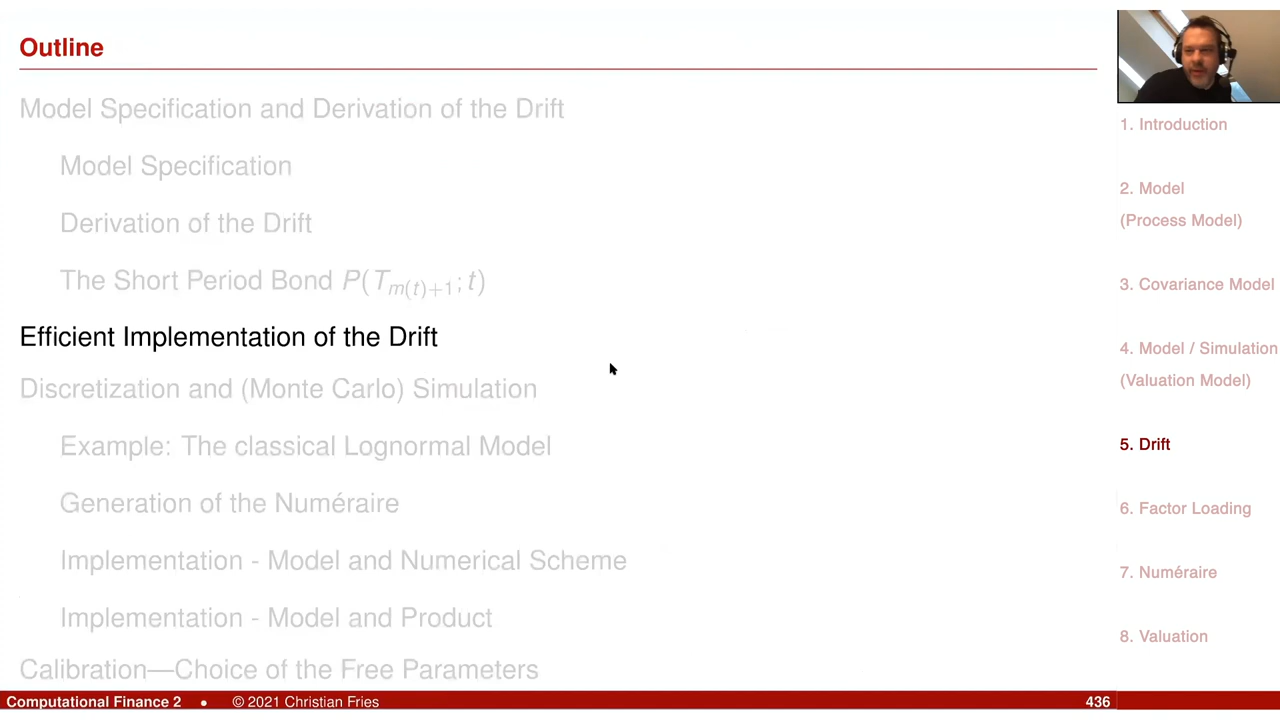 Outline
Model Specification and Derivation of the Drift
Model Specification
Derivation of the Drift
The Short Period Bond P(T_{m(t)+1}; t)
Efficient Implementation of the Drift
Discretization and (Monte Carlo) Simulation
Example: The classical Lognormal Model
Generation of the Numéraire
Implementation - Model and Numerical Scheme
Implementation - Model and Product
Calibration—Choice of the Free Parameters
1. Introduction
2. Model
(Process Model)
3. Covariance Model
4. Model / Simulation
(Valuation Model)
5. Drift
6. Factor Loading
7. Numéraire
8. Valuation
Computational Finance 2 • © 2021 Christian Fries 436